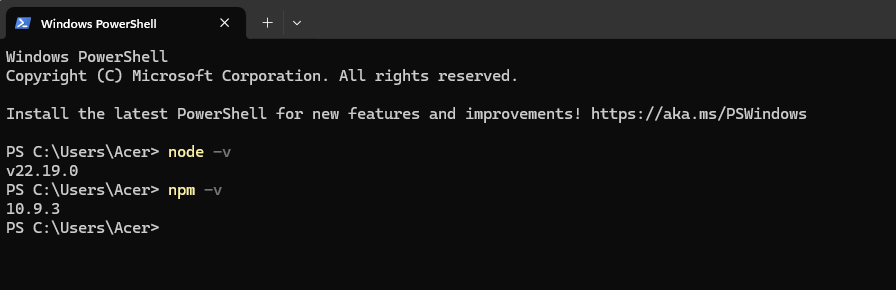 Windows PowerShell
Windows PowerShell
Copyright (C) Microsoft Corporation. All rights reserved.
Install the latest PowerShell for new features and improvements! https://aka.ms/PSWindows
PS C:\Users\Acer> node -v
v22.19.0
PS C:\Users\Acer> npm -v
10.9.3
PS C:\Users\Acer>